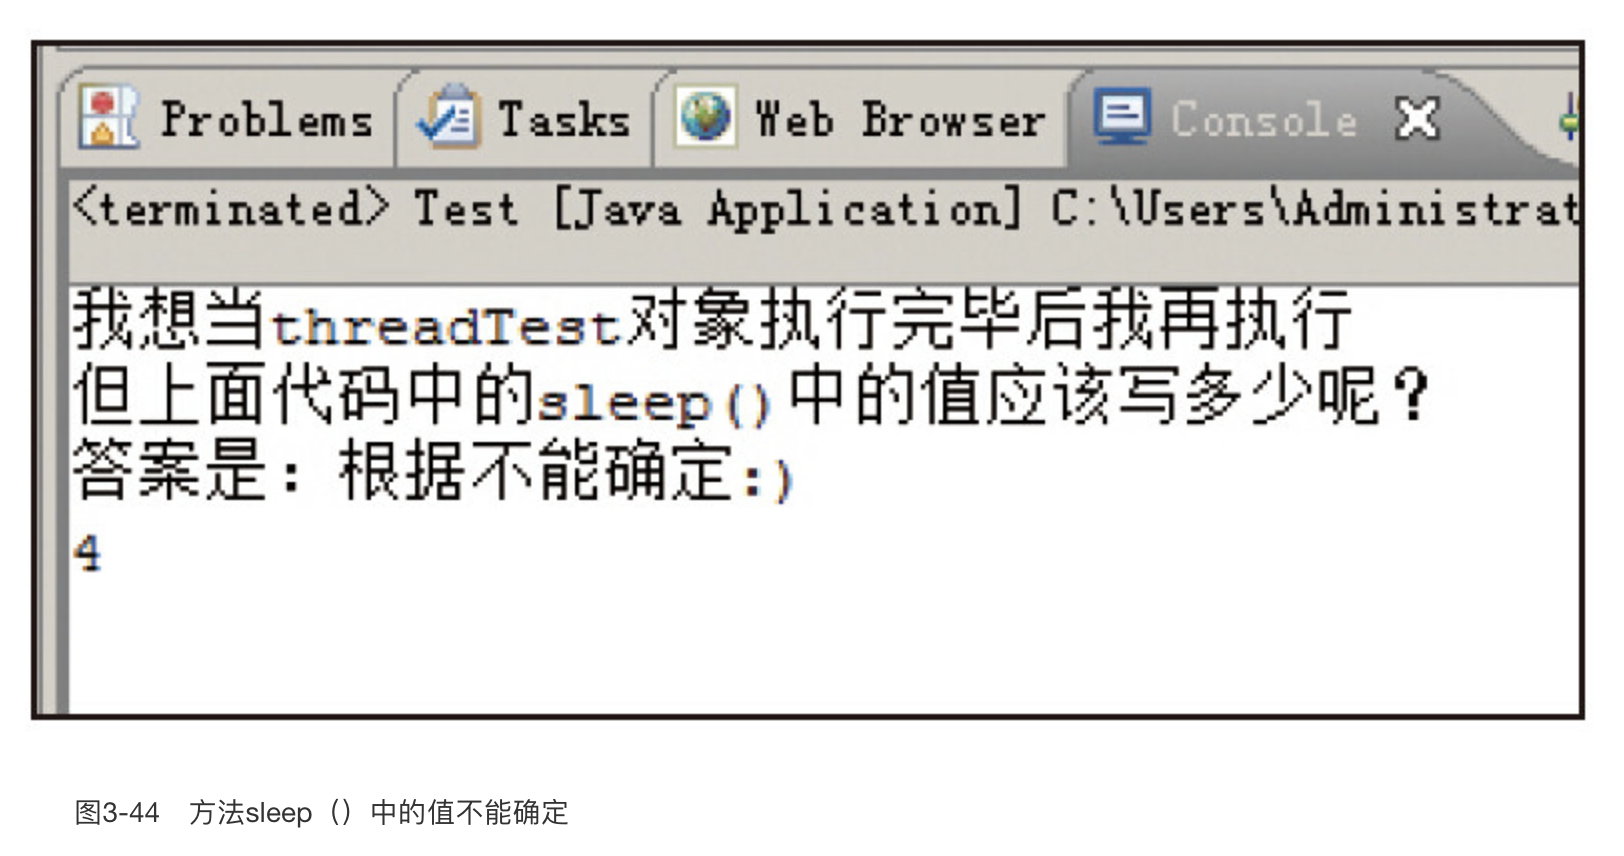 Problems Tasks Web Browser Console
<terminated> Test [Java Application] C:\Users\Administrat
我想当threadTest对象执行完毕后我再执行
但上面代码中的sleep()中的值应该写多少呢？
答案是：根据不能确定:)
4
图3-44 方法sleep（）中的值不能确定